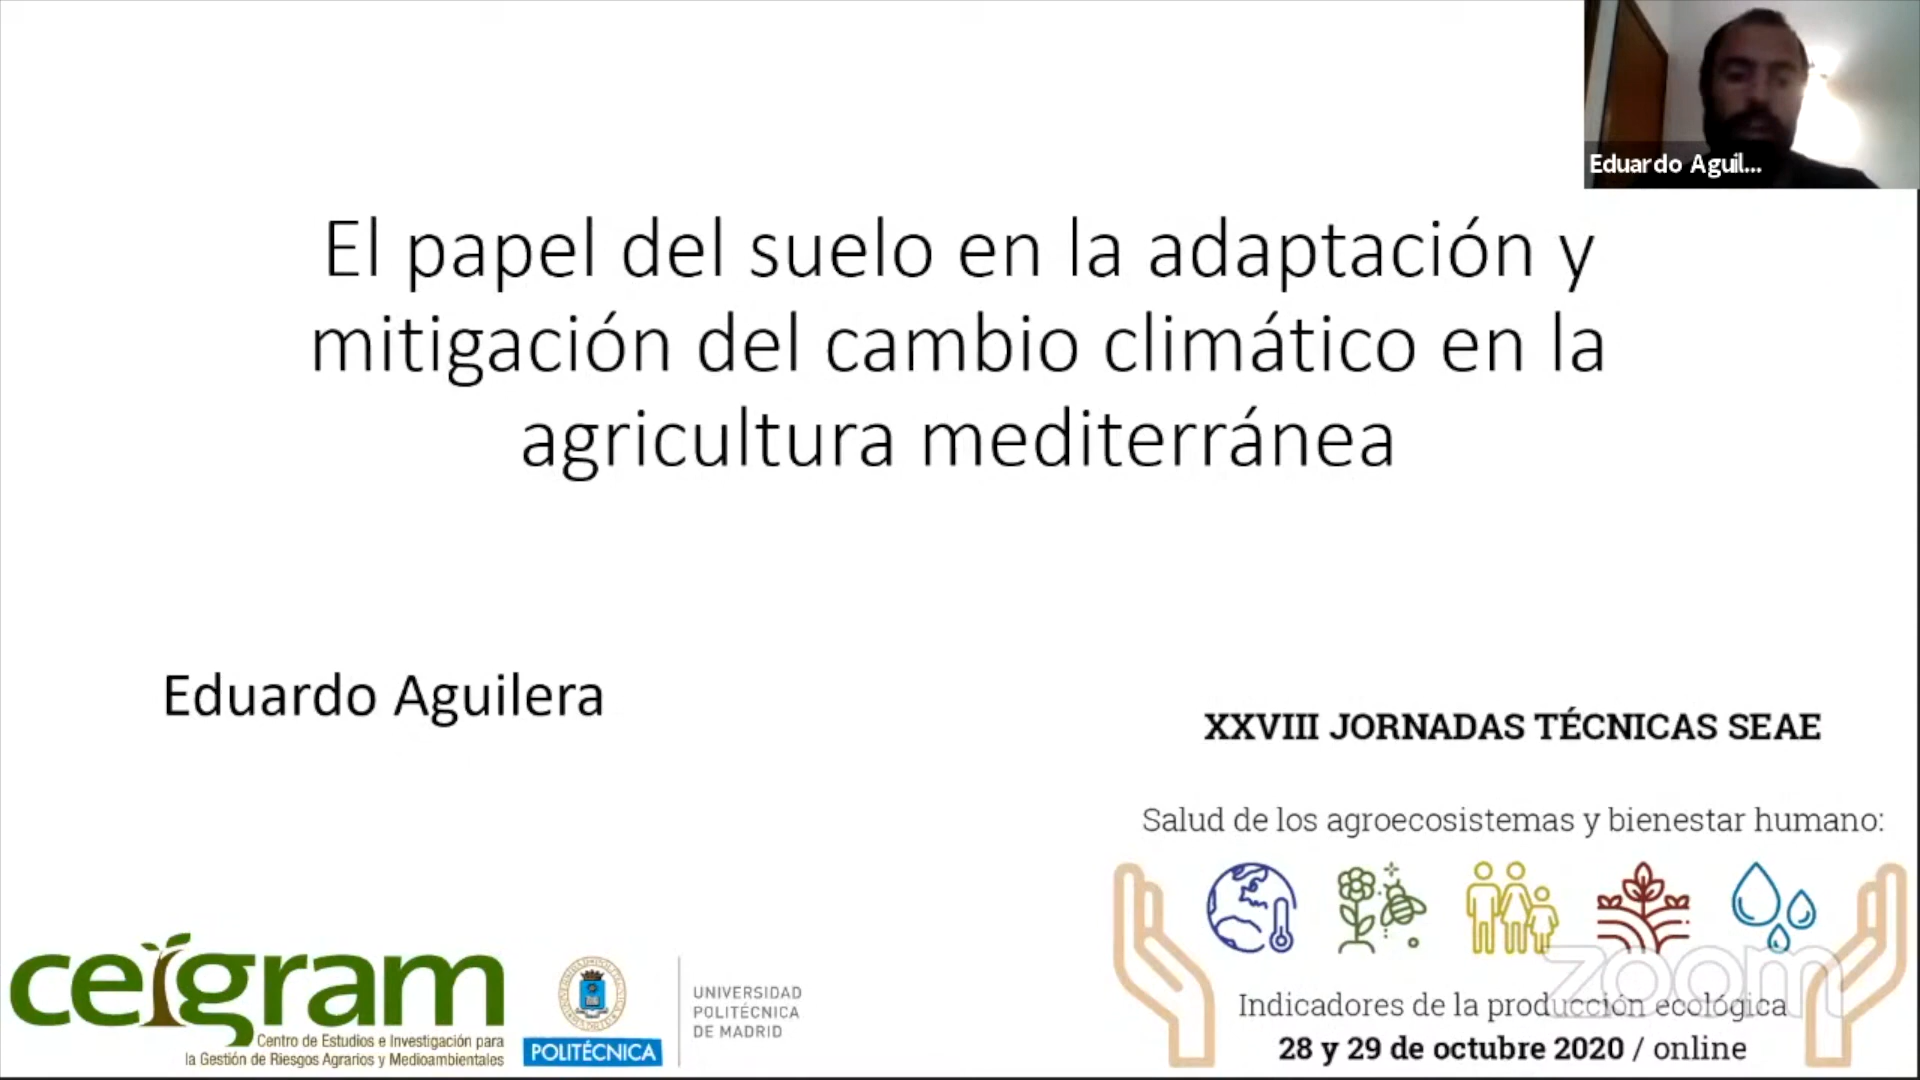 Eduardo Aguil...
El papel del suelo en la adaptación y
mitigación del cambio climático en la
agricultura mediterránea
Eduardo Aguilera
XXVIII JORNADAS TÉCNICAS SEAE
Salud de los agroecosistemas y bienestar humano:
zoom
Indicadores de la producción ecológica
28 y 29 de octubre 2020 / online
ceigram
Centro de Estudios e Investigación para
la Gestión de Riesgos Agrarios y Medioambientales
POLITÉCNICA
UNIVERSIDAD
POLITÉCNICA
DE MADRID